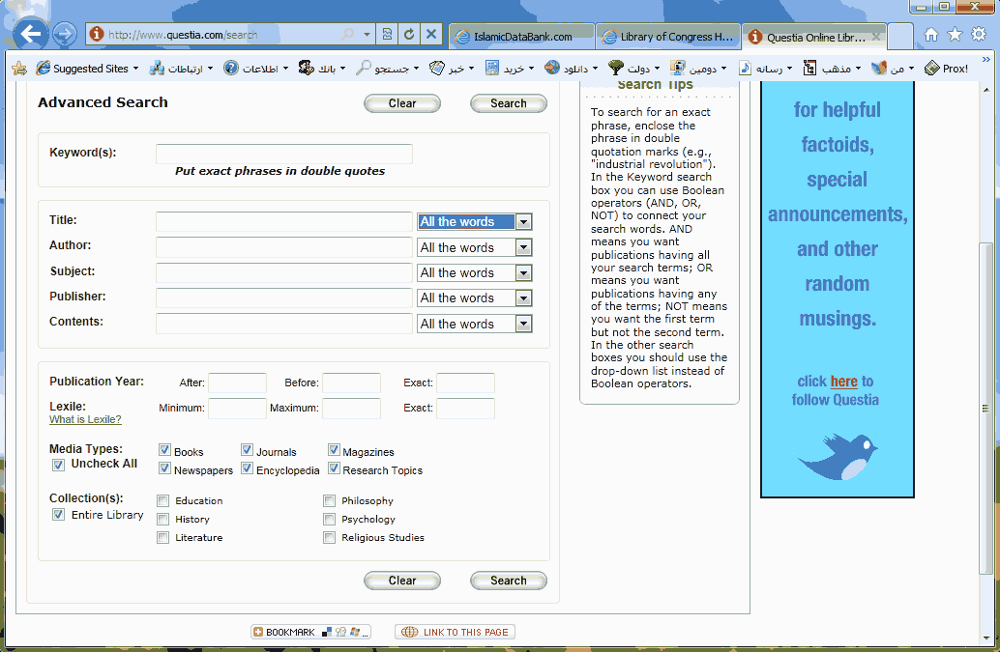 http://www.questia.com/search
IslamicDataBank.com
Library of Congress H...
Questia Online Libr...
Suggested Sites
ارتباطات
اطلاعات
بانك
جستجو
خبر
خريد
دانلود
دولت
دومين
رسانه
مذهب
من
Prox!
Advanced Search
Clear
Search
Keyword(s):
Put exact phrases in double quotes
Title:
All the words
Author:
All the words
Subject:
All the words
Publisher:
All the words
Contents:
All the words
Publication Year:
After:
Before:
Exact:
Lexile:
Minimum:
Maximum:
Exact:
What is Lexile?
Media Types:
Uncheck All
Books
Journals
Magazines
Newspapers
Encyclopedia
Research Topics
Collection(s):
Entire Library
Education
Philosophy
History
Psychology
Literature
Religious Studies
Clear
Search
BOOKMARK
...
LINK TO THIS PAGE
Search Tips
To search for an exact
phrase, enclose the
phrase in double
quotation marks (e.g.,
"industrial revolution").
In the Keyword search
box you can use Boolean
operators (AND, OR,
NOT) to connect your
search words. AND
means you want
publications having all
your search terms; OR
means you want
publications having any
of the terms; NOT means
you want the first term
but not the second term.
In the other search
boxes you should use the
drop-down list instead of
Boolean operators.
for helpful
factoids,
special
announcements,
and other
random
musings.
click here to
follow Questia